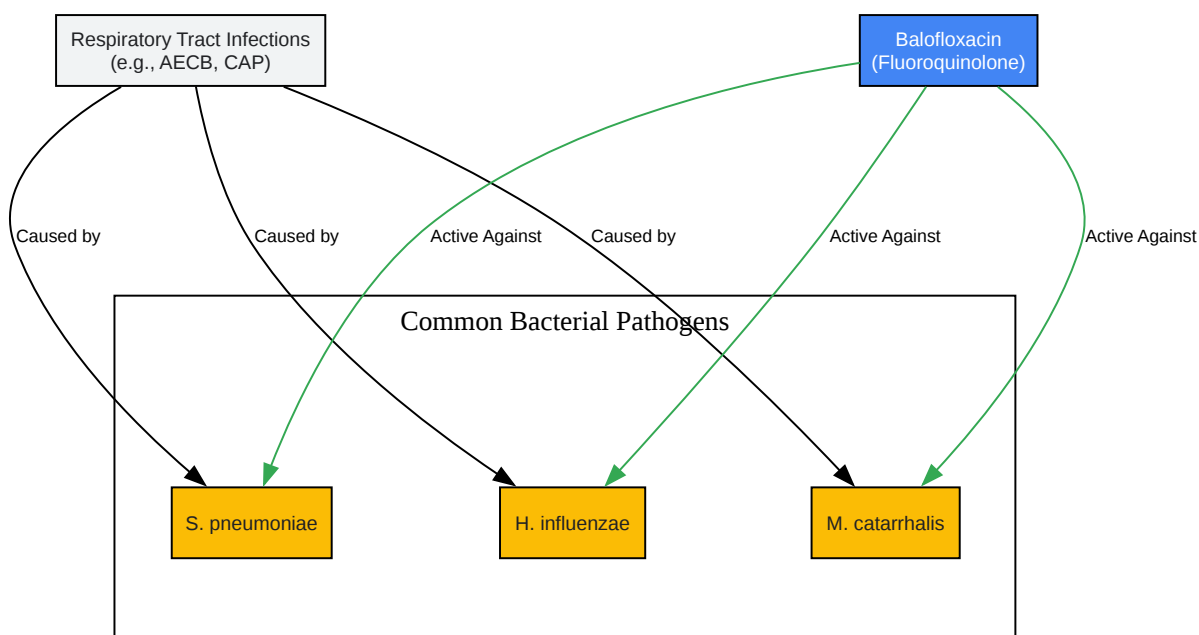 Respiratory Tract Infections
(e.g., AECB, CAP)
Balofloxacin
(Fluoroquinolone)
Caused by
Caused by
Active Against
Caused by
Active Against
Active Against
Common Bacterial Pathogens
S. pneumoniae
H. influenzae
M. catarrhalis